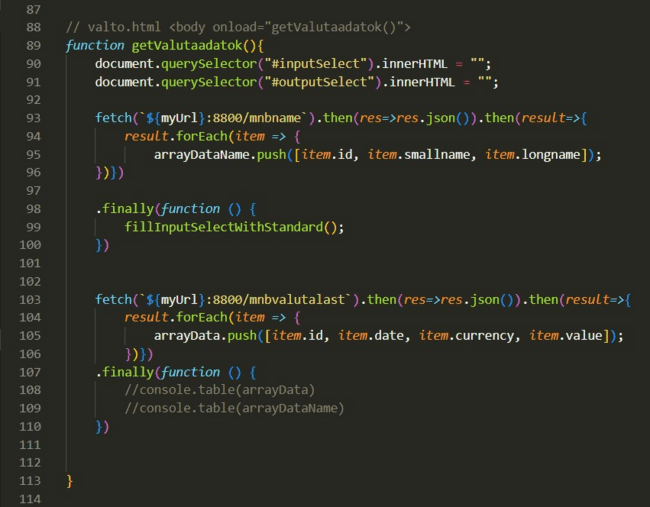 87
88 // valto.html <body onload="getValutaadatok()">
89 function getValutaadatok(){
90 document.querySelector("#inputSelect").innerHTML = "";
91 document.querySelector("#outputSelect").innerHTML = "";
92
93 fetch(`${myUrl}:8800/mnbname`).then(res=>res.json()).then(result=>{
94 result.forEach(item => {
95 arrayDataName.push([item.id, item.smallname, item.longname]);
96 })})
97
98 .finally(function () {
99 fillInputSelectWithStandard();
100 })
101
102
103 fetch(`${myUrl}:8800/mnbvalutalast`).then(res=>res.json()).then(result=>{
104 result.forEach(item => {
105 arrayData.push([item.id, item.date, item.currency, item.value]);
106 })})
107 .finally(function () {
108 //console.table(arrayData)
109 //console.table(arrayDataName)
110 })
111
112
113 }
114